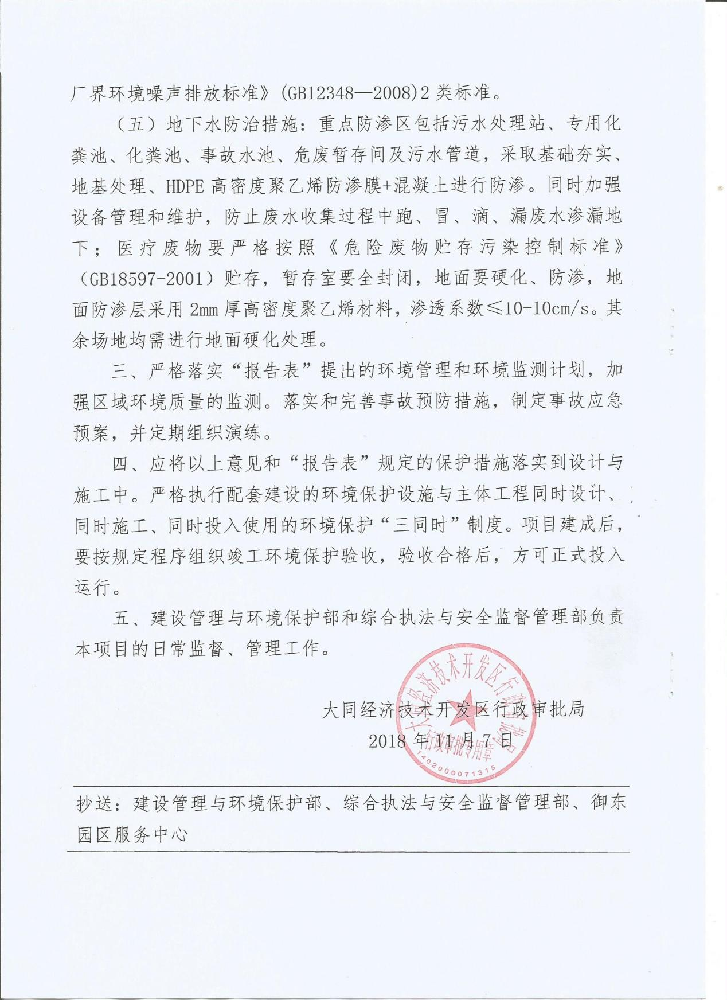 厂界环境噪声排放标准》(GB12348—2008)2 类标准。
（五）地下水防治措施：重点防渗区包括污水处理站、专用化
粪池、化粪池、事故水池、危废暂存间及污水管道，采取基础夯实、
地基处理、HDPE 高密度聚乙烯防渗膜+混凝土进行防渗。同时加强
设备管理和维护，防止废水收集过程中跑、冒、滴、漏废水渗漏地
下；医疗废物要严格按照《危险废物贮存污染控制标准》
（GB18597-2001）贮存，暂存室要全封闭，地面要硬化、防渗，地
面防渗层采用 2mm 厚高密度聚乙烯材料，渗透系数≤10-10cm/s。其
余场地均需进行地面硬化处理。
三、严格落实“报告表”提出的环境管理和环境监测计划，加
强区域环境质量的监测。落实和完善事故预防措施，制定事故应急
预案，并定期组织演练。
四、应将以上意见和“报告表”规定的保护措施落实到设计与
施工中。严格执行配套建设的环境保护设施与主体工程同时设计、
同时施工、同时投入使用的环境保护“三同时”制度。项目建成后，
要按规定程序组织竣工环境保护验收，验收合格后，方可正式投入
运行。
五、建设管理与环境保护部和综合执法与安全监督管理部负责
本项目的日常监督、管理工作。
大同经济技术开发区行政审批局
大同经济技术开发区行政审批局
2018 年 11 月 7 日
行政审批专用章
1402000071315
抄送：建设管理与环境保护部、综合执法与安全监督管理部、御东
园区服务中心